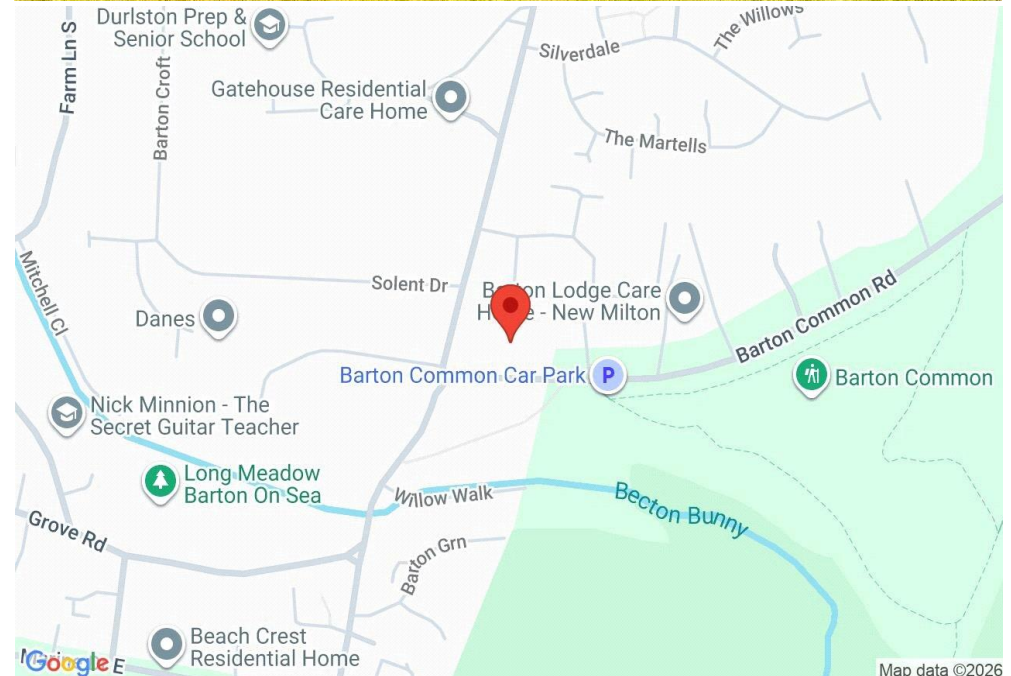 Durlston Prep &
Senior School
Farm Ln S
Barton Croft
Gatehouse Residential
Care Home
Silverdale
The Willows
The Martells
Mitchell Cl
Solent Dr
Danes
Lodge Care
- New Milton
Barton Common Rd
Barton Common Car Park
P
Barton Common
Nick Minnion - The
Secret Guitar Teacher
Long Meadow
Barton On Sea
Willow Walk
Becton Bunny
Grove Rd
Barton Grn
Beach Crest
Residential Home
Google
E
Map data ©2026